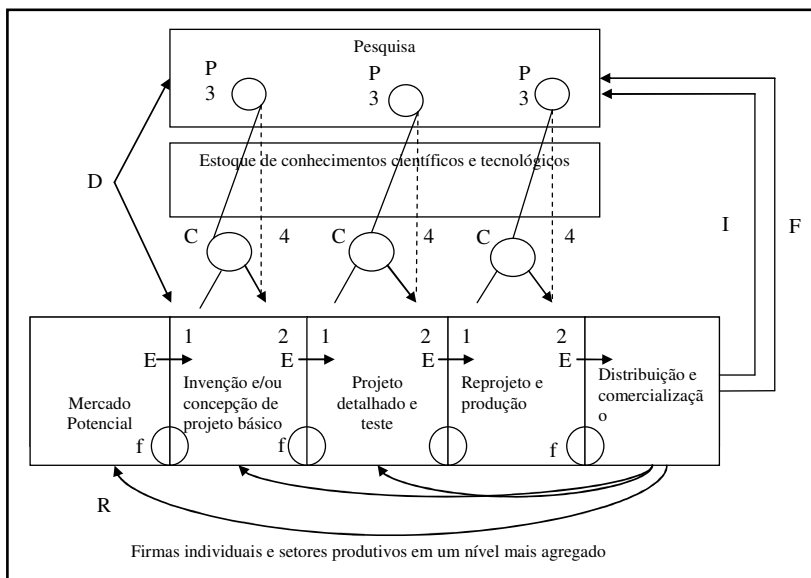 Pesquisa
P P P
3 3 3
Estoque de conhecimentos científicos e tecnológicos
D
I F
C 4 C 4 C 4
1 2 1 2 1 2
E E E E
Mercado
Potencial
Invenção e/ou
concepção de
projeto básico
Projeto
detalhado e
teste
Reprojeto e
produção
Distribuição e
comercializaçã
o
f f f
R
Firmas individuais e setores produtivos em um nível mais agregado